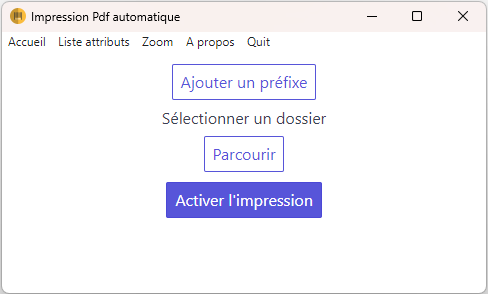 Impression Pdf automatique
Accueil Liste attributs Zoom A propos Quit
Ajouter un préfixe
Sélectionner un dossier
Parcourir
Activer l'impression